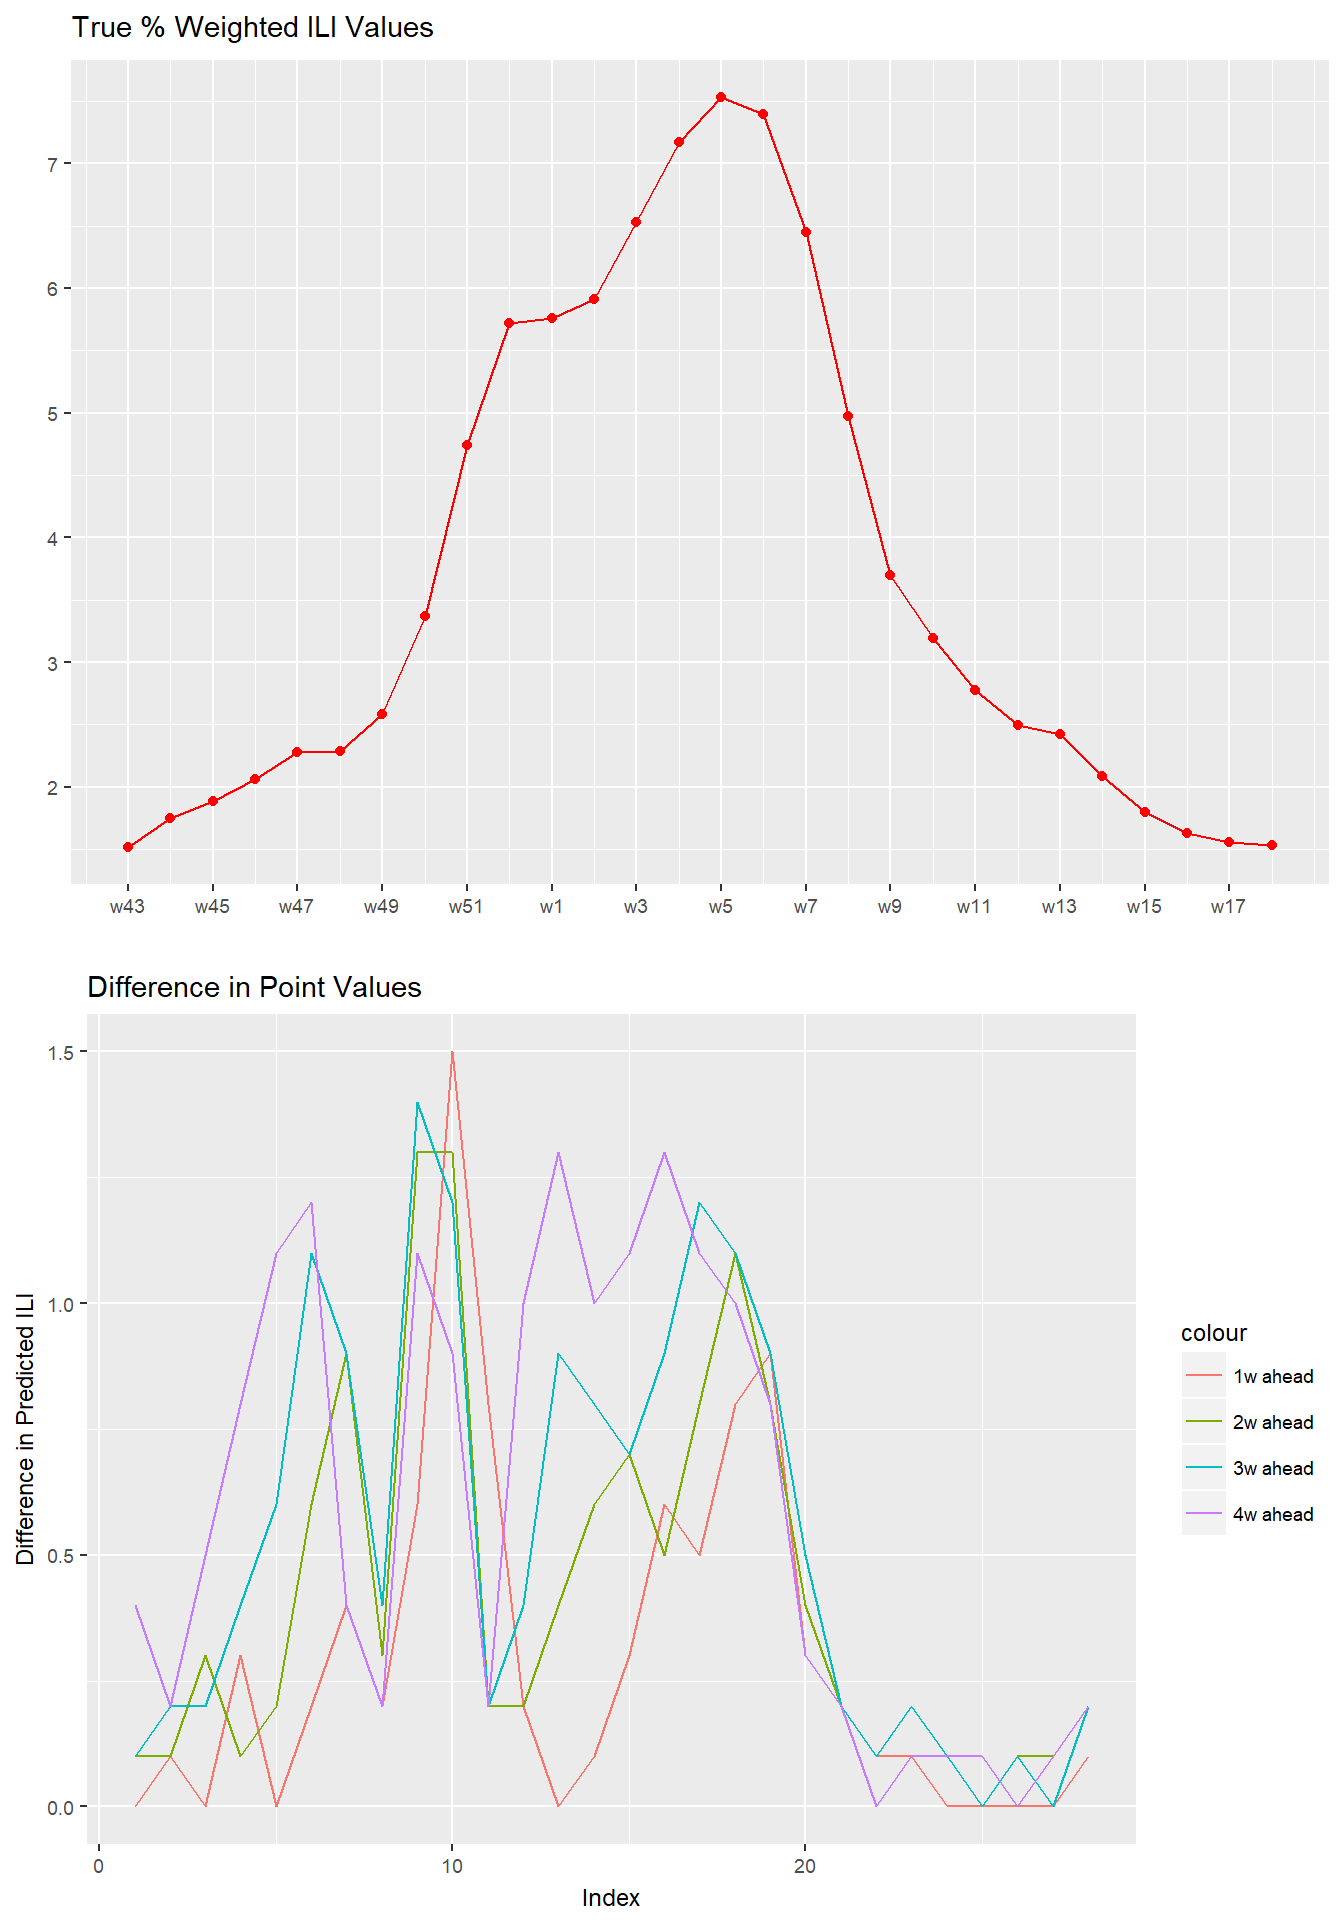 True % Weighted ILI Values
7
6
5
4
3
2
w43 w45 w47 w49 w51 w1 w3 w5 w7 w9 w11 w13 w15 w17
Difference in Point Values
Difference in Predicted ILI
1.5
1.0
0.5
0.0
0 10 20
Index
colour
1w ahead
2w ahead
3w ahead
4w ahead